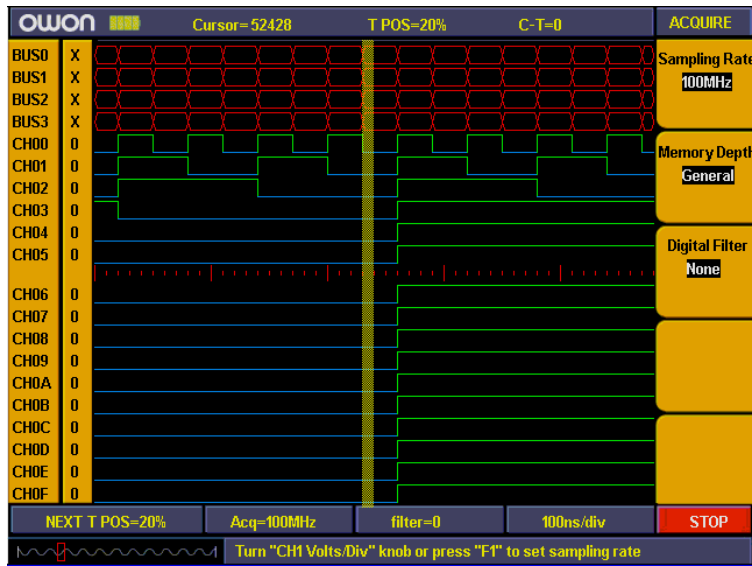 owon Cursor=52428 T POS=20% C-T=0 ACQUIRE
BUS0 X
BUS1 X
BUS2 X
BUS3 X
CH00 0
CH01 0
CH02 0
CH03 0
CH04 0
CH05 0
CH06 0
CH07 0
CH08 0
CH09 0
CH0A 0
CH0B 0
CH0C 0
CH0D 0
CH0E 0
CH0F 0
Sampling Rate
100MHz
Memory Depth
General
Digital Filter
None
NEXT T POS=20% Acq=100MHz filter=0 100ns/div STOP
Turn "CH1 Volts/Div" knob or press "F1" to set sampling rate